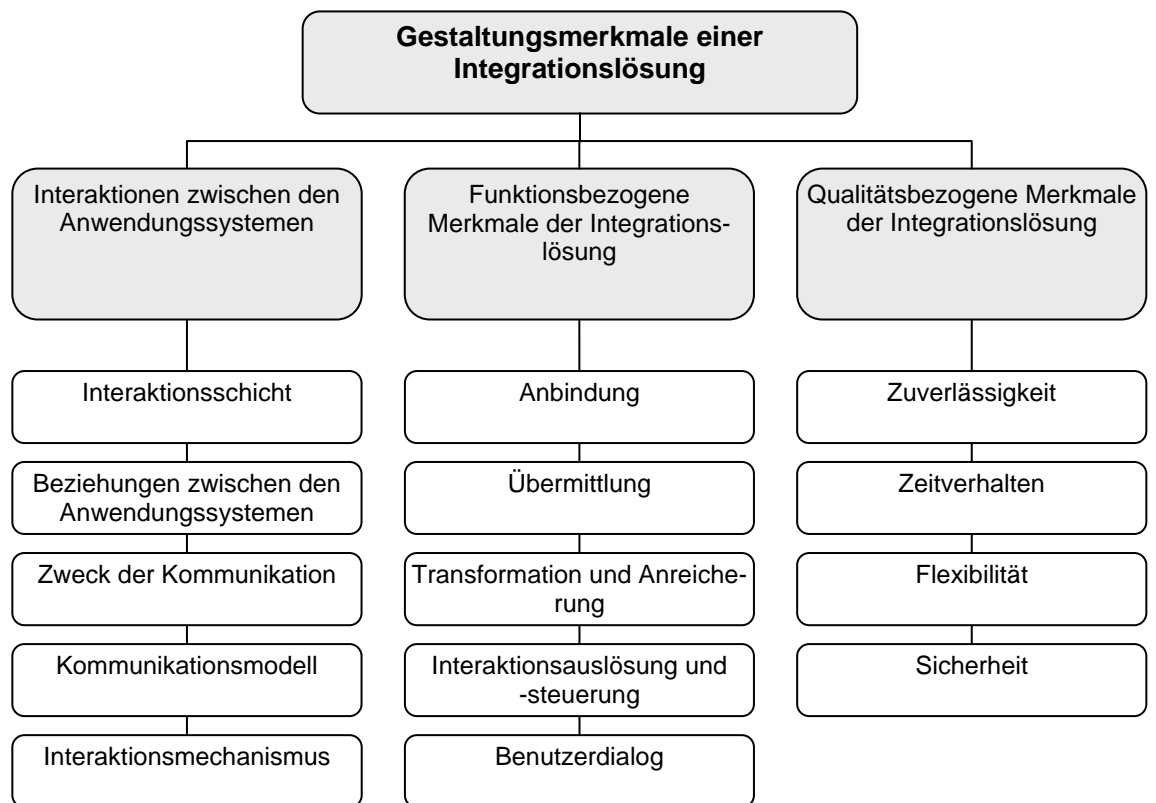 Gestaltungsmerkmale einer
Integrationslösung
Interaktionen zwischen den
Anwendungssystemen
Interaktionsschicht
Beziehungen zwischen den
Anwendungssystemen
Zweck der Kommunikation
Kommunikationsmodell
Interaktionsmechanismus
Funktionsbezogene
Merkmale der Integrations-
lösung
Anbindung
Übermittlung
Transformation und Anreiche-
rung
Interaktionsauslösung und
-steuerung
Benutzerdialog
Qualitätsbezogene Merkmale
der Integrationslösung
Zuverlässigkeit
Zeitverhalten
Flexibilität
Sicherheit